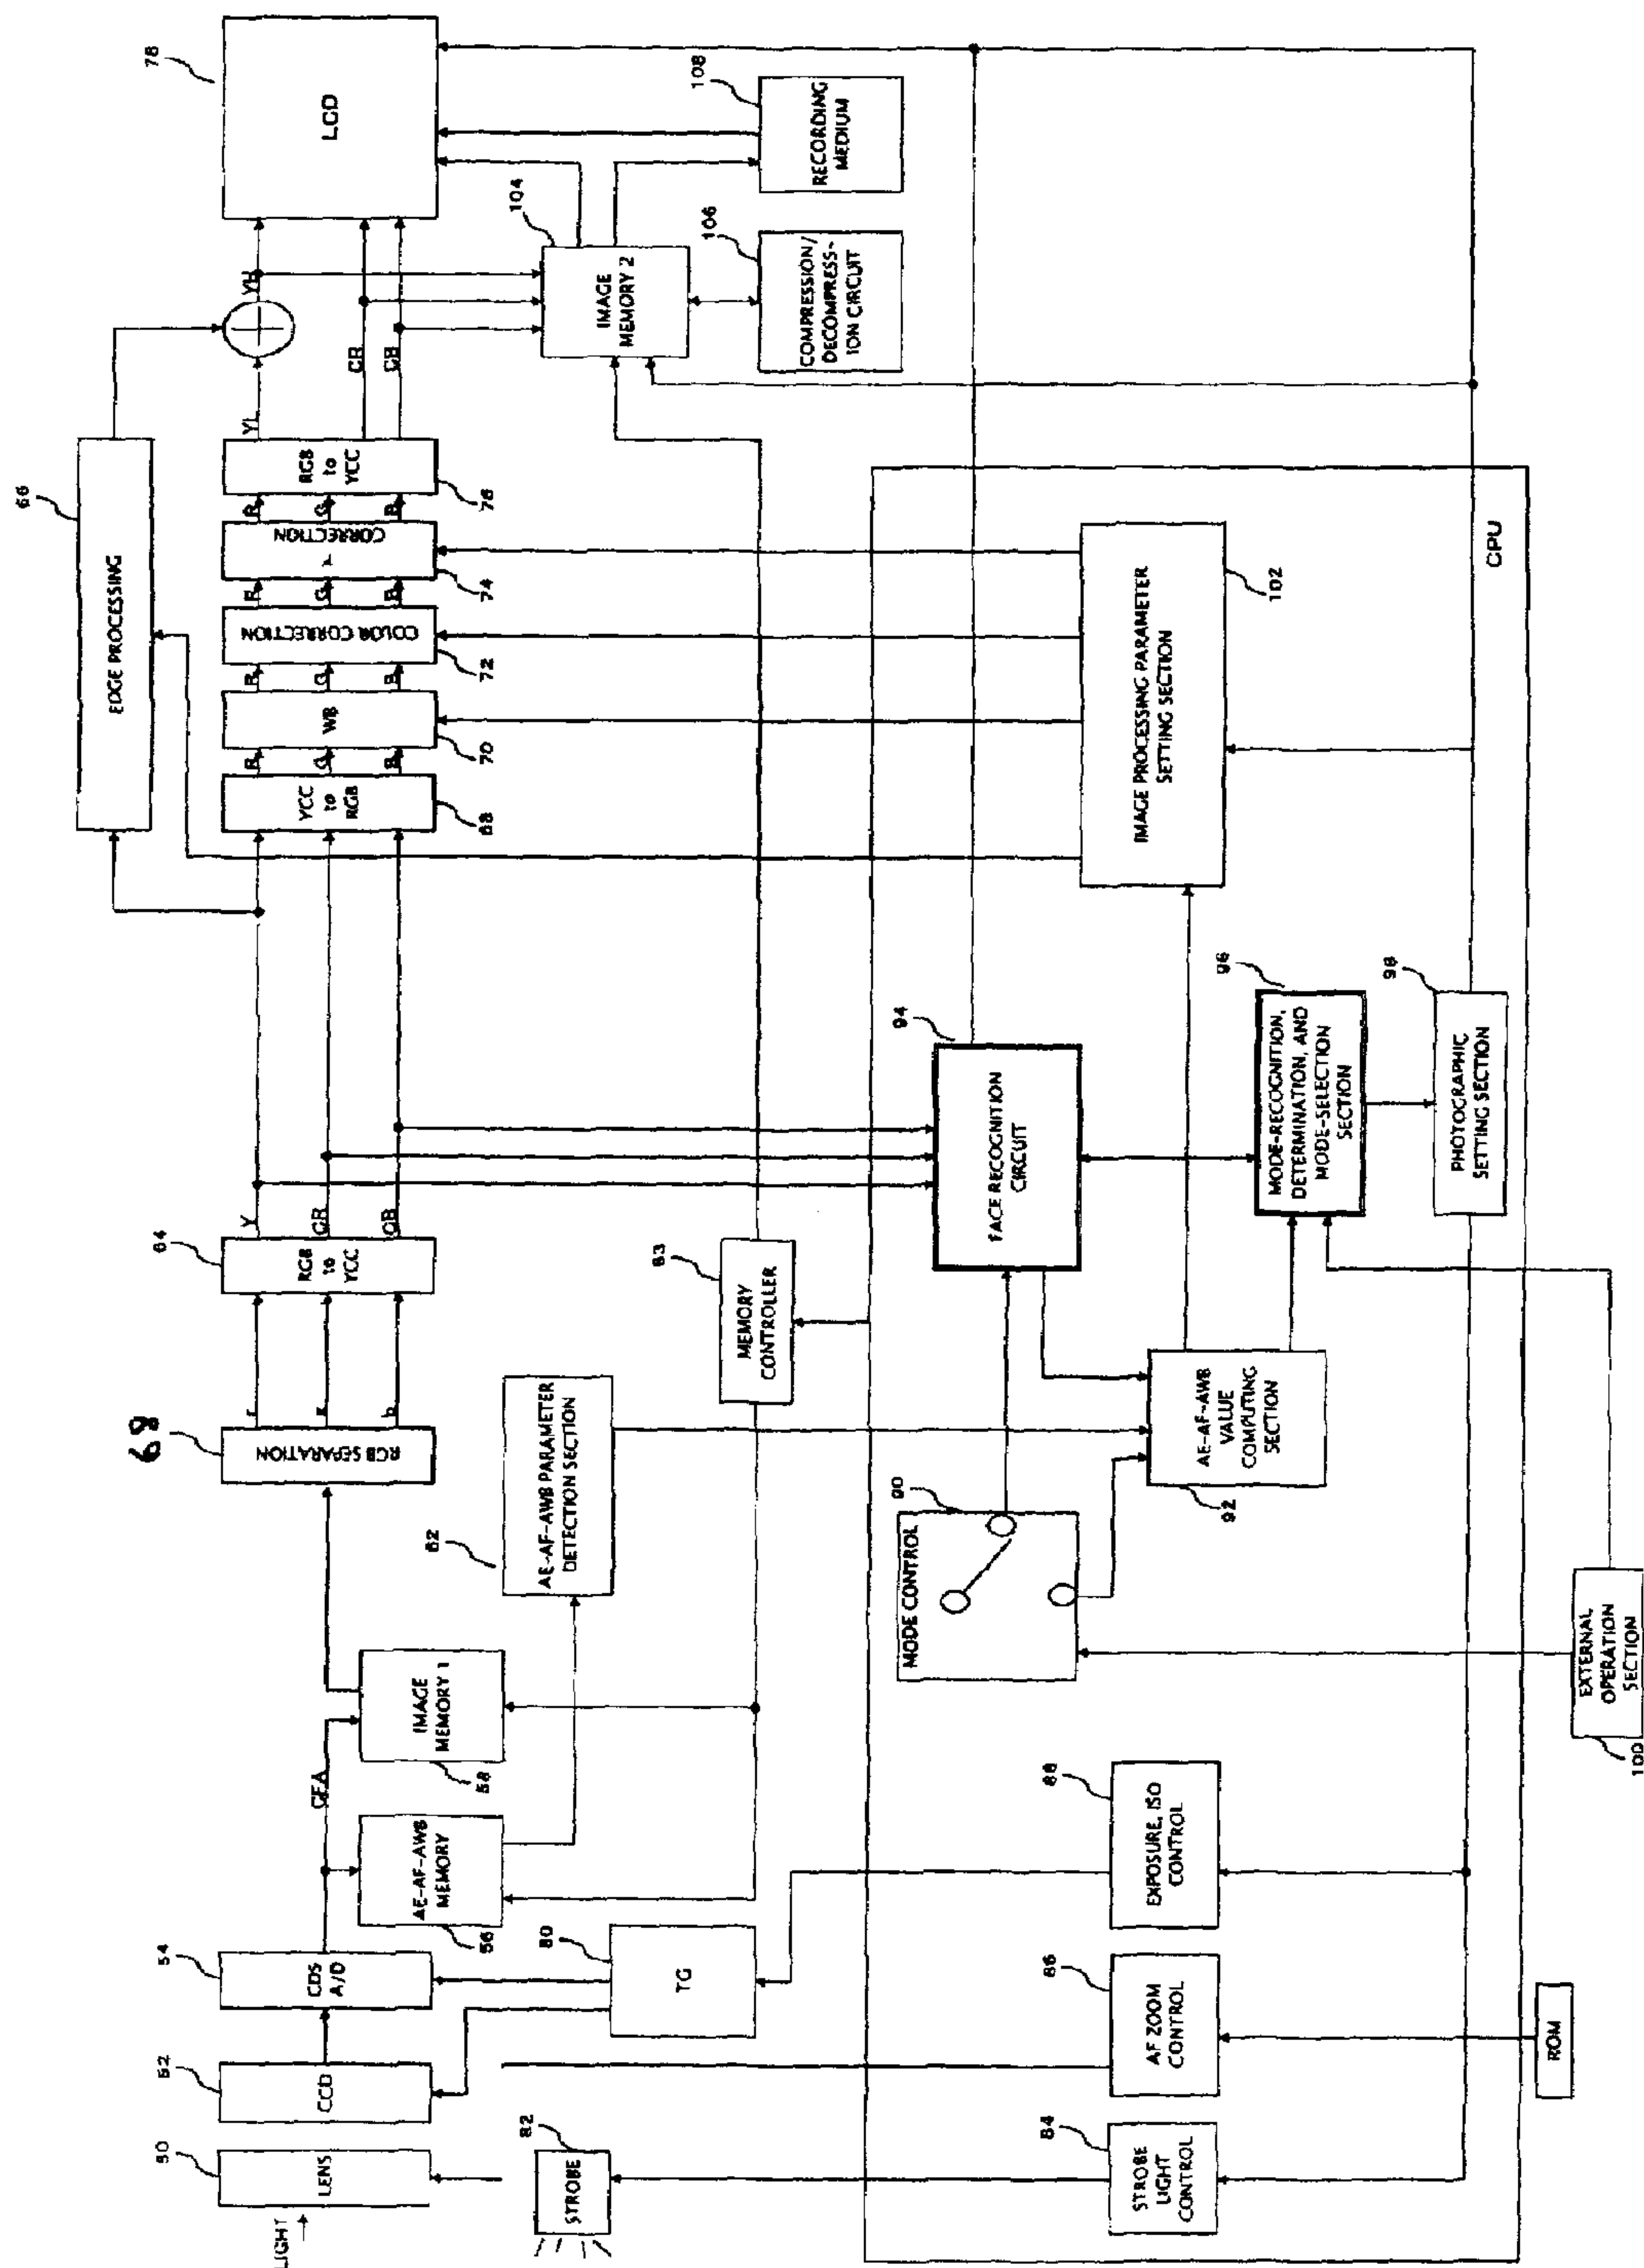 LIGHT →
LENS
50
CCD
52
CDS
A/D
54
AE-AF-AWB
MEMORY
56
CFA
IMAGE
MEMORY 1
58
STROBE
82
TG
80
AE-AF-AWB PARAMETER
DETECTION SECTION
62
MEMORY
CONTROLLER
63
RGB SEPARATION
68
r
g
b
RGB
to
YCC
64
Y
CR
CB
EDGE PROCESSING
66
YCC
to
RGB
68
R
G
B
WB
70
R
G
B
COLOR CORRECTION
72
R
G
B
CORRECTION
74
R
G
B
RGB
to
YCC
76
YL
YH
CR
CB
LCD
78
IMAGE
MEMORY 2
104
COMPRESSION/
DECOMPRESS-
ION CIRCUIT
106
RECORDING
MEDIUM
108
STROBE
LIGHT
CONTROL
84
AF ZOOM
CONTROL
86
EXPOSURE, ISO
CONTROL
88
MODE CONTROL
90
AE-AF-AWB
VALUE
COMPUTING
SECTION
92
FACE RECOGNITION
CIRCUIT
94
MODE-RECOGNITION,
DETERMINATION, AND
MODE-SELECTION
SECTION
96
PHOTOGRAPHIC
SETTING SECTION
98
IMAGE PROCESSING PARAMETER
SETTING SECTION
102
CPU
ROM
EXTERNAL
OPERATION
SECTION
100